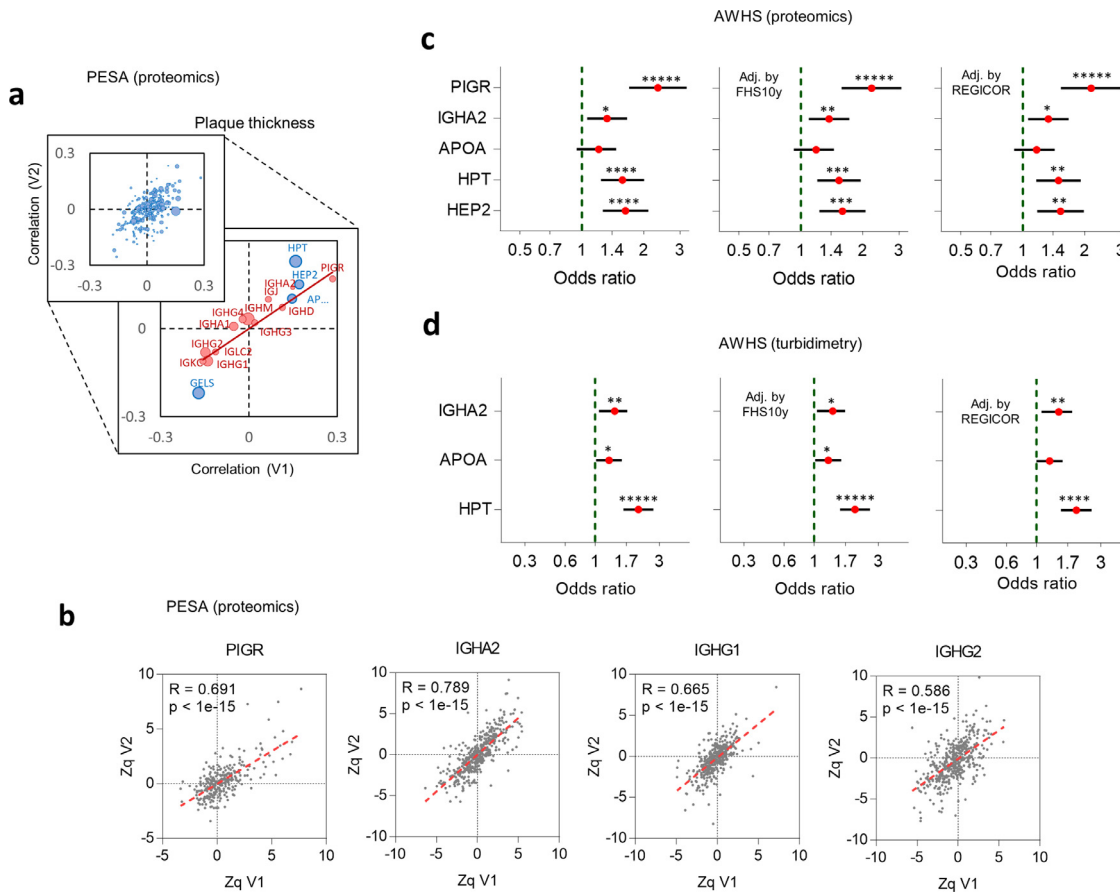 a
PESA (proteomics)
Plaque thickness
0.3
0
-0.3
-0.3
0
0.3
Correlation (V2)
HPT
HEP2
PIGR
IGHA2
IGJ
AP...
IGHG4
IGHM
IGHD
IGHA1
IGHG3
IGHG2
IGLC2
IGKC
IGHG1
GELS
0
-0.3
-0.3
0
0.3
Correlation (V1)
c
AWHS (proteomics)
PIGR
IGHA2
APOA
HPT
HEP2
*****
*
****
****
0.5 0.7 1 1.4 2 3
Odds ratio
Adj. by
FHS10y
*****
**
***
***
0.5 0.7 1 1.4 2 3
Odds ratio
Adj. by
REGICOR
*****
*
**
**
0.5 0.7 1 1.4 2 3
Odds ratio
d
AWHS (turbidimetry)
IGHA2
APOA
HPT
**
*
*****
0.3 0.6 1 1.7 3
Odds ratio
Adj. by
FHS10y
*
*
*****
0.3 0.6 1 1.7 3
Odds ratio
Adj. by
REGICOR
**
****
0.3 0.6 1 1.7 3
Odds ratio
b
PESA (proteomics)
PIGR
R = 0.691
p < 1e-15
10
5
0
-5
-5 0 5 10
Zq V2
Zq V1
IGHA2
R = 0.789
p < 1e-15
10
5
0
-5
-10
-10 -5 0 5 10
Zq V2
Zq V1
IGHG1
R = 0.665
p < 1e-15
10
5
0
-5
-10
-10 -5 0 5 10
Zq V2
Zq V1
IGHG2
R = 0.586
p < 1e-15
10
5
0
-5
-10
-10 -5 0 5 10
Zq V2
Zq V1